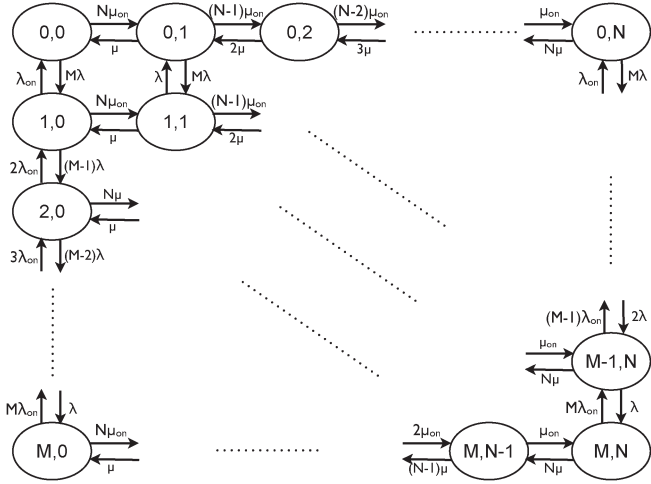 Nμon (N-1)μon (N-2)μon μon
0,0 0,1 0,2 0,N
μ 2μ 3μ Nμ
λon Mλ λ Mλ λon Mλ
Nμon (N-1)μon
1,0 1,1
μ 2μ
2λon (M-1)λ
Nμ
2,0
μ
3λon (M-2)λ
(M-1)λon 2λ
μon
M-1,N
Nμ
Mλon λ Mλon λ
Nμon 2μon μon
M,0 M,N-1 M,N
μ (N-1)μ Nμ